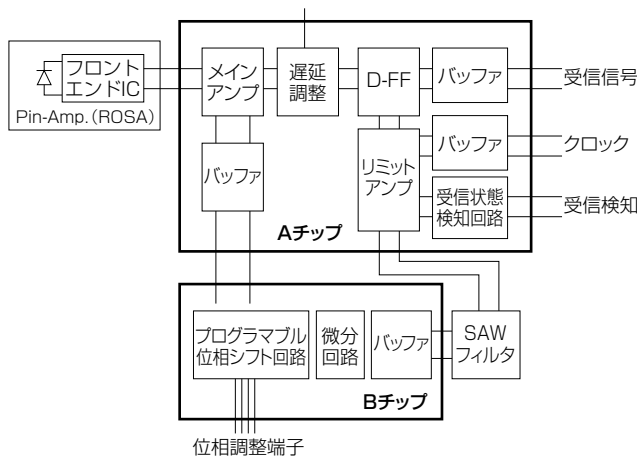 フロント
エンドIC
Pin-Amp.(ROSA)
メイン
アンプ
遅延
調整
D-FF
バッファ
受信信号
バッファ
リミット
アンプ
バッファ
クロック
受信状態
検知回路
受信検知
Aチップ
プログラマブル
位相シフト回路
微分
回路
バッファ
SAW
フィルタ
Bチップ
位相調整端子